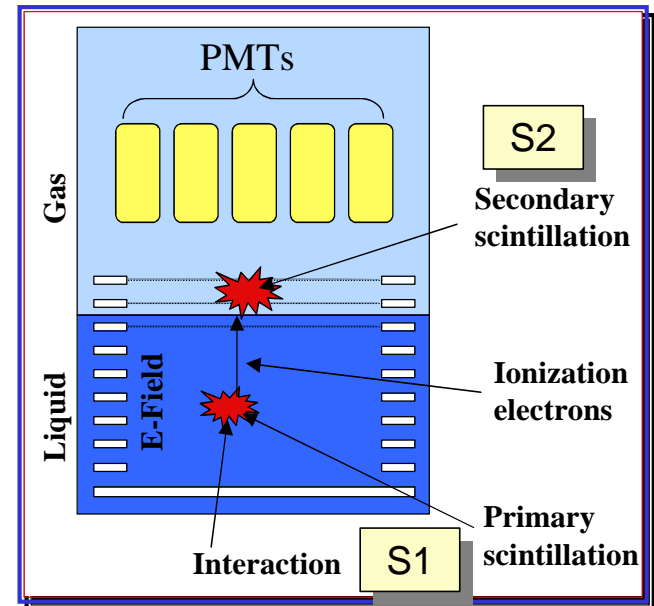 PMTs
S2
Gas
Secondary
scintillation
Liquid
E-Field
Ionization
electrons
Primary
scintillation
Interaction
S1